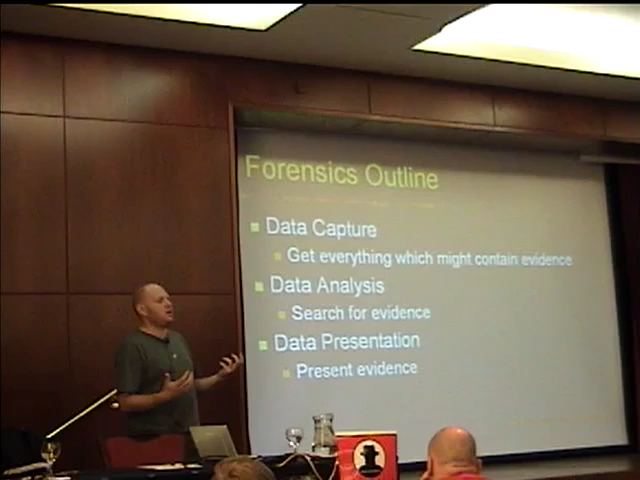 Forensics Outline
Data Capture
Get everything which might contain evidence
Data Analysis
Search for evidence
Data Presentation
Present evidence